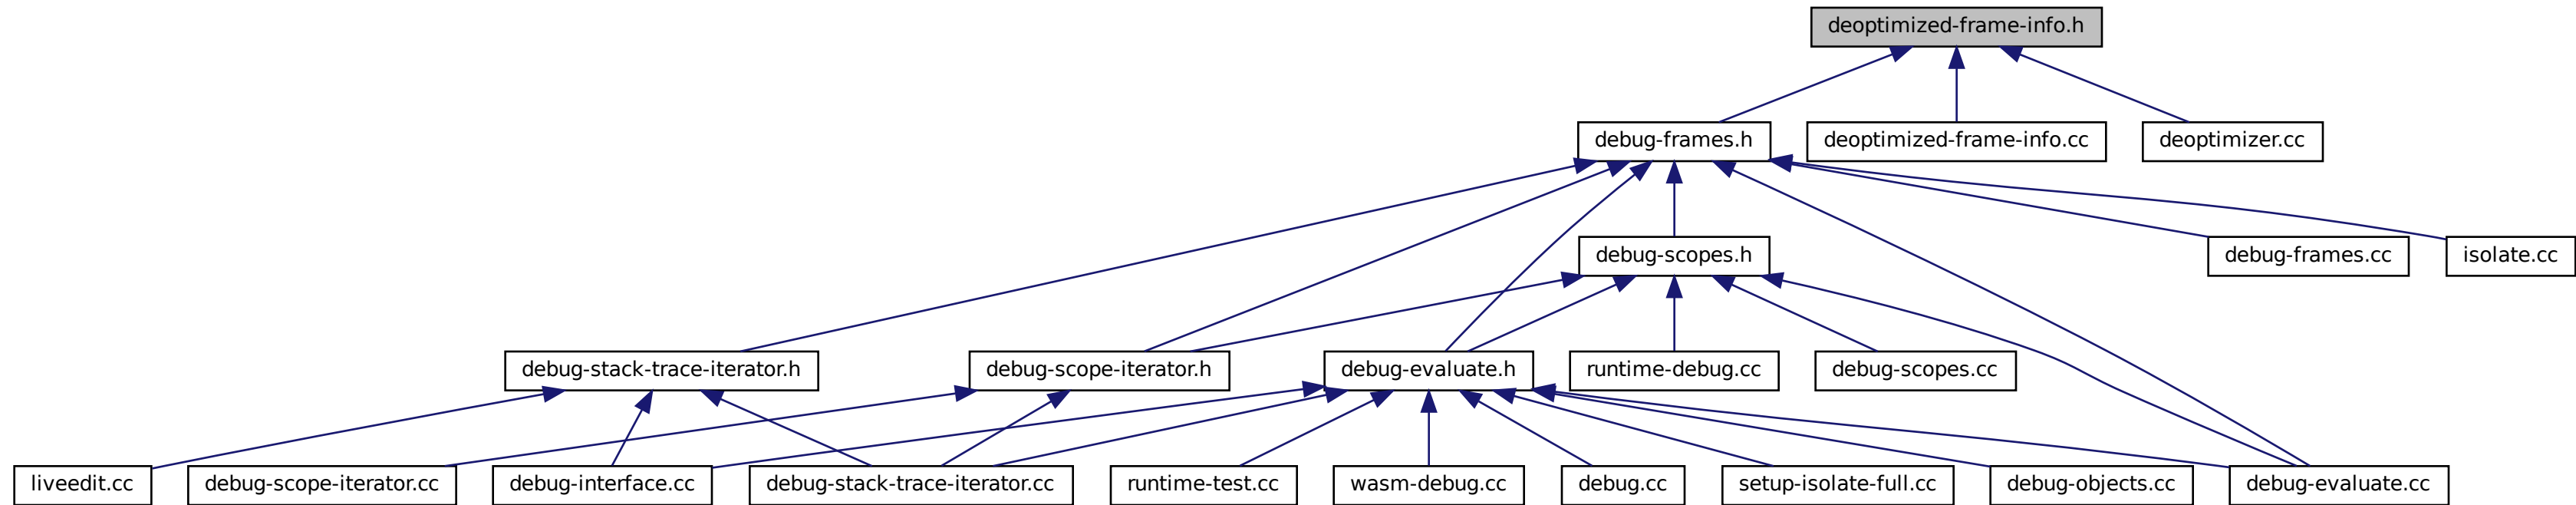 deoptimized-frame-info.h
debug-frames.h
deoptimized-frame-info.cc
deoptimizer.cc
debug-scopes.h
debug-frames.cc
isolate.cc
debug-stack-trace-iterator.h
debug-scope-iterator.h
debug-evaluate.h
runtime-debug.cc
debug-scopes.cc
liveedit.cc
debug-scope-iterator.cc
debug-interface.cc
debug-stack-trace-iterator.cc
runtime-test.cc
wasm-debug.cc
debug.cc
setup-isolate-full.cc
debug-objects.cc
debug-evaluate.cc